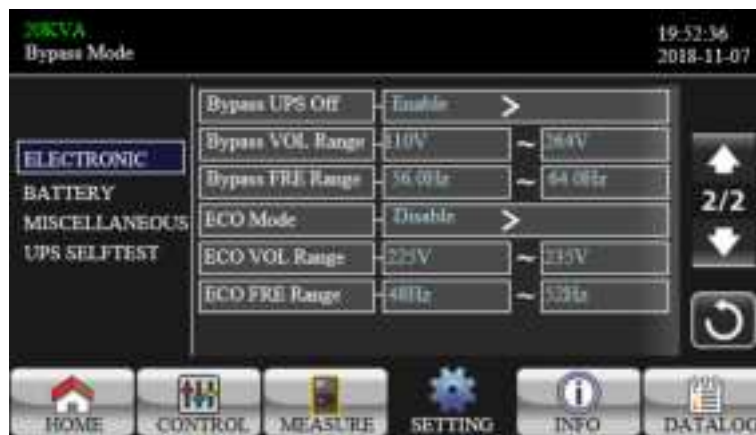 20KVA
Bypass Mode
19:52:36
2018-11-07
ELECTRONIC
BATTERY
MISCELLANEOUS
UPS SELFTEST
Bypass UPS Off Enable >
Bypass VOL Range 110V ~ 264V
Bypass FRE Range 56.0Hz ~ 64.0Hz
ECO Mode Disable >
ECO VOL Range 225V ~ 235V
ECO FRE Range 48Hz ~ 52Hz
2/2
HOME CONTROL MEASURE SETTING INFO DATALOG